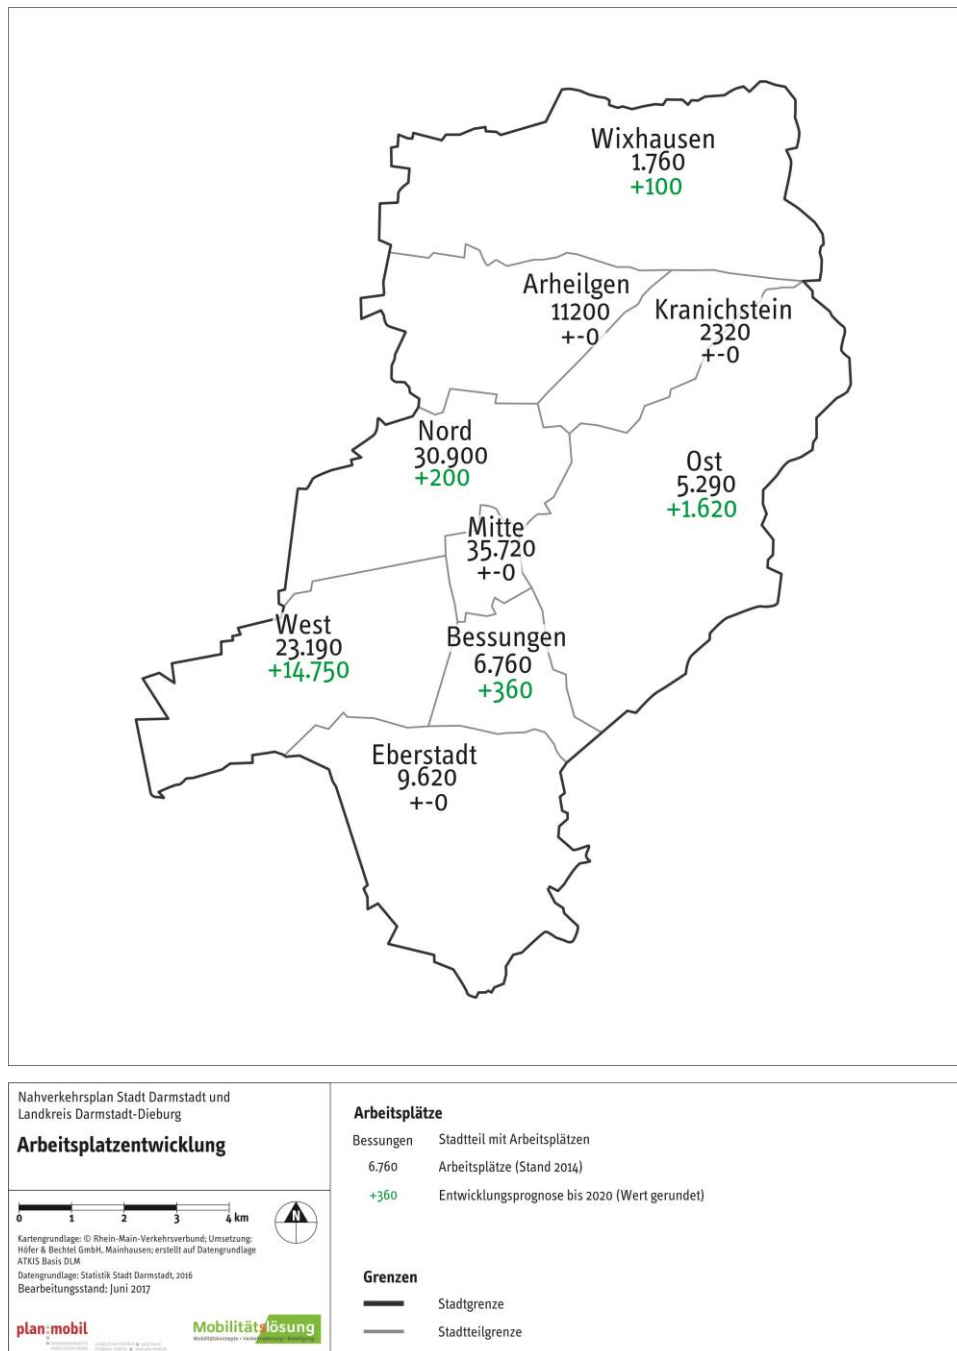 Wixhausen
1.760
+100
Arheilgen
11200
+-0
Kranichstein
2320
+-0
Nord
30.900
+200
Ost
5.290
+1.620
Mitte
35.720
+-0
West
23.190
+14.750
Bessungen
6.760
+360
Eberstadt
9.620
+-0
Nahverkehrsplan Stadt Darmstadt und
Landkreis Darmstadt-Dieburg
Arbeitsplatzentwicklung
0 1 2 3 4 km
N
Kartengrundlage: © Rhein-Main-Verkehrsverbund; Umsetzung:
Höfer & Bechtel GmbH, Mainhausen; erstellt auf Datengrundlage
ATKIS Basis DLM
Datengrundlage: Statistik Stadt Darmstadt, 2016
Bearbeitungsstand: Juni 2017
plan:mobil
Mobilitätslösung
Arbeitsplätze
Bessungen Stadtteil mit Arbeitsplätzen
6.760 Arbeitsplätze (Stand 2014)
+360 Entwicklungsprognose bis 2020 (Wert gerundet)
Grenzen
Stadtgrenze
Stadtteilgrenze